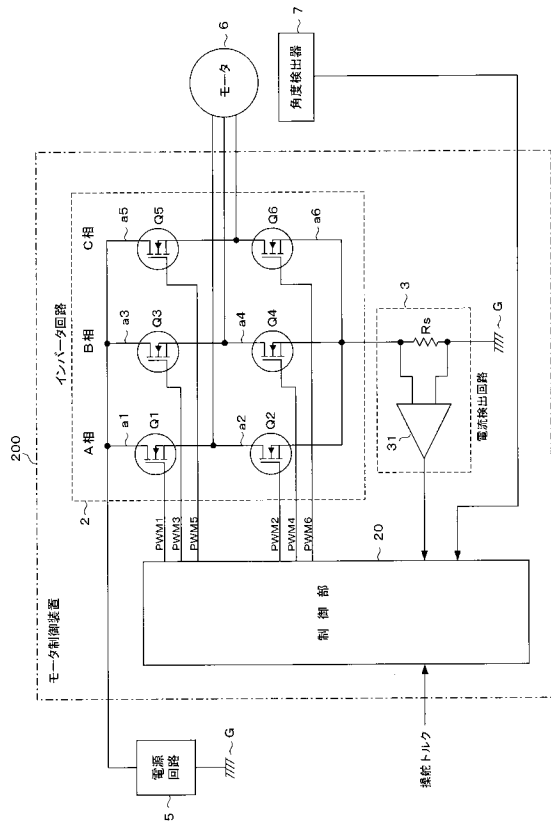 200
モータ制御装置
2
インバータ回路
A相
B相
C相
a1
a3
a5
Q1
Q3
Q5
a2
a4
a6
Q2
Q4
Q6
PWM1
PWM3
PWM5
PWM2
PWM4
PWM6
モータ
6
角度検出器
7
電源
回路
5
G
制御部
20
操舵トルク
3
31
Rs
電流検出回路
G